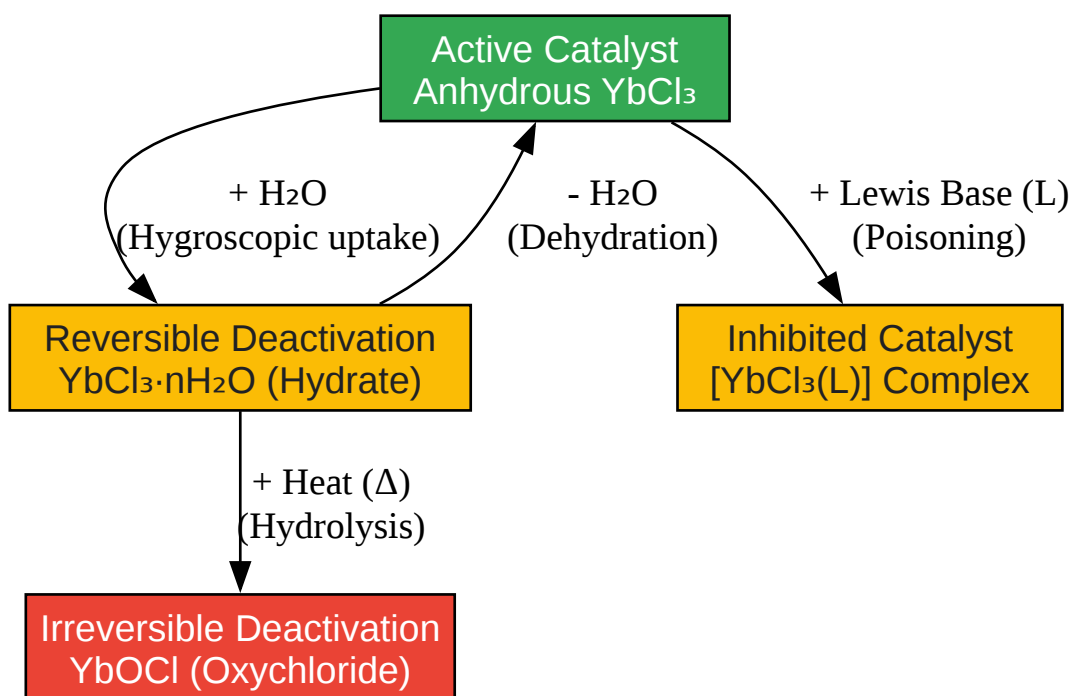 Active Catalyst
Anhydrous YbCl₃
+ H₂O
(Hygroscopic uptake)
- H₂O
(Dehydration)
+ Lewis Base (L)
(Poisoning)
Reversible Deactivation
YbCl₃·nH₂O (Hydrate)
Inhibited Catalyst
[YbCl₃(L)] Complex
+ Heat (Δ)
(Hydrolysis)
Irreversible Deactivation
YbOCl (Oxychloride)